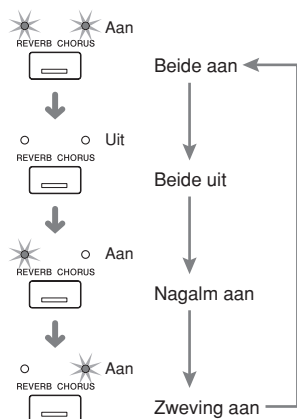 Aan
REVERB CHORUS
Beide aan
Uit
REVERB CHORUS
Beide uit
Aan
REVERB CHORUS
Nagalm aan
Aan
REVERB CHORUS
Zweving aan